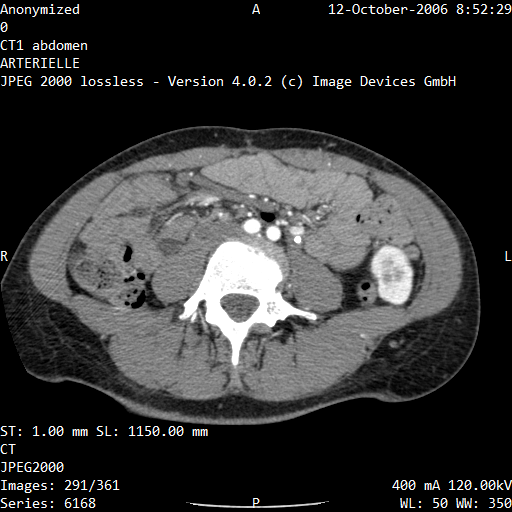 Anonymized A 12-October-2006 8:52:29
0
CT1 abdomen
ARTERIELLE
JPEG 2000 lossless - Version 4.0.2 (c) Image Devices GmbH
R L
ST: 1.00 mm SL: 1150.00 mm
CT
JPEG2000
Images: 291/361 400 mA 120.00kV
Series: 6168 P WL: 50 WW: 350